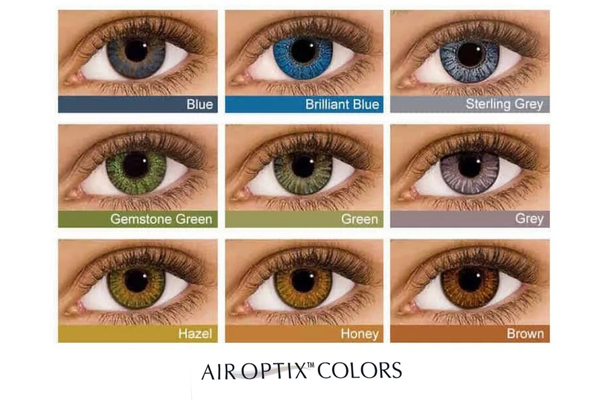 Blue
Brilliant Blue
Sterling Grey
Gemstone Green
Green
Grey
Hazel
Honey
Brown
AIR OPTIX™ COLORS